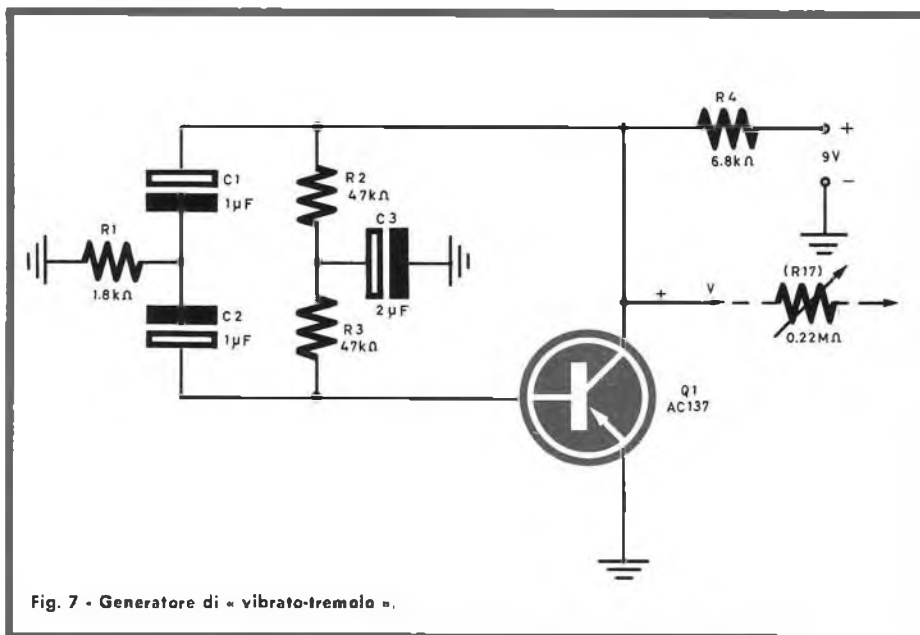 R4
6.8kΩ
+
9V
-
C1
1µF
R2
47kΩ
C3
2µF
R1
1.8kΩ
C2
1µF
R3
47kΩ
+
V
(R17)
0.22MΩ
Q1
AC137
Fig. 7 - Generatore di « vibrato-tremolo ».